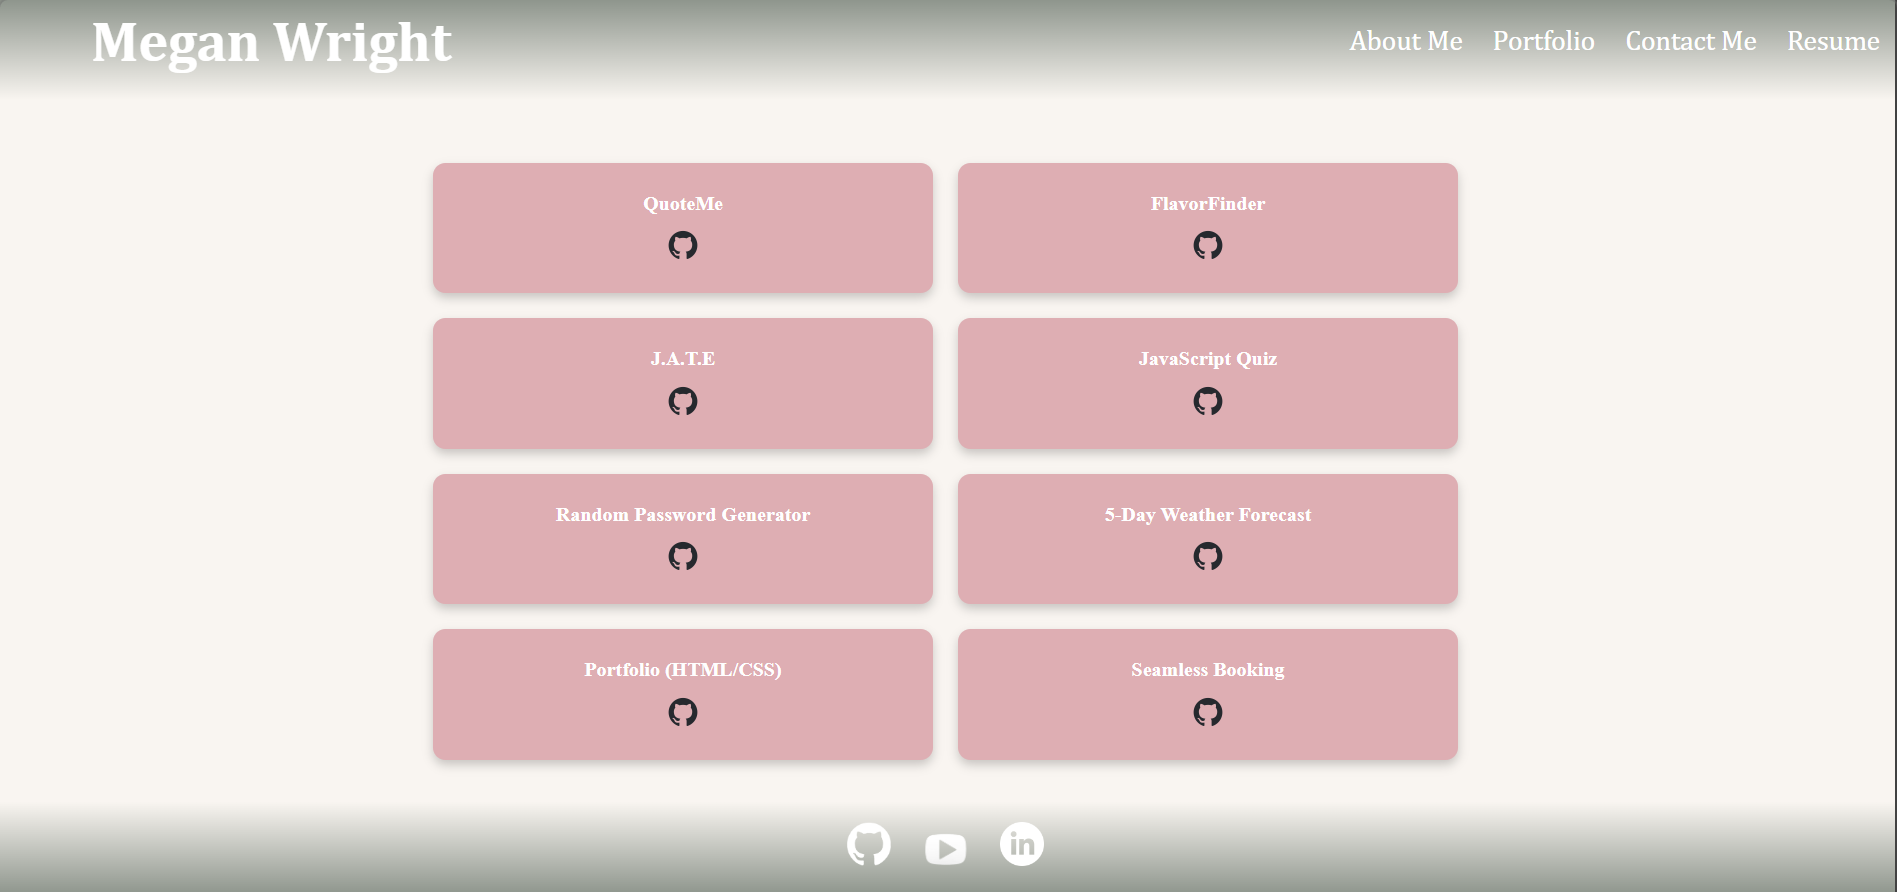 Megan Wright
About Me Portfolio Contact Me Resume
QuoteMe
FlavorFinder
J.A.T.E
JavaScript Quiz
Random Password Generator
5-Day Weather Forecast
Portfolio (HTML/CSS)
Seamless Booking
in